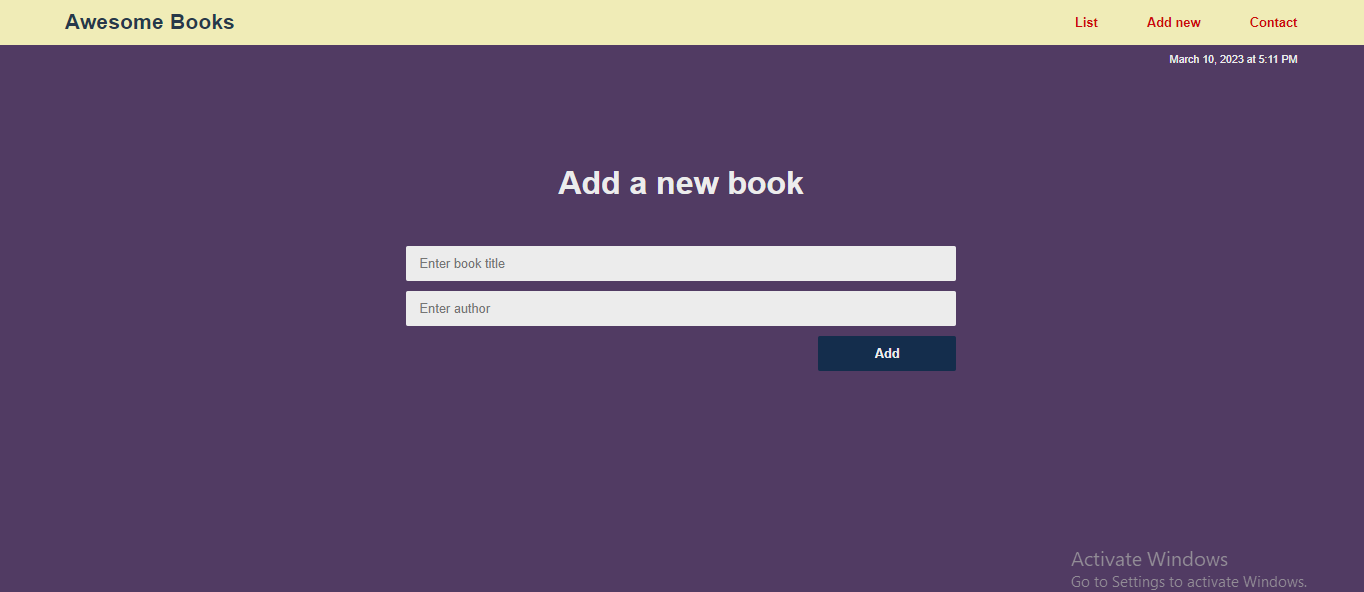 Awesome Books
List
Add new
Contact
March 10, 2023 at 5:11 PM
Add a new book
Enter book title
Enter author
Add
Activate Windows
Go to Settings to activate Windows.